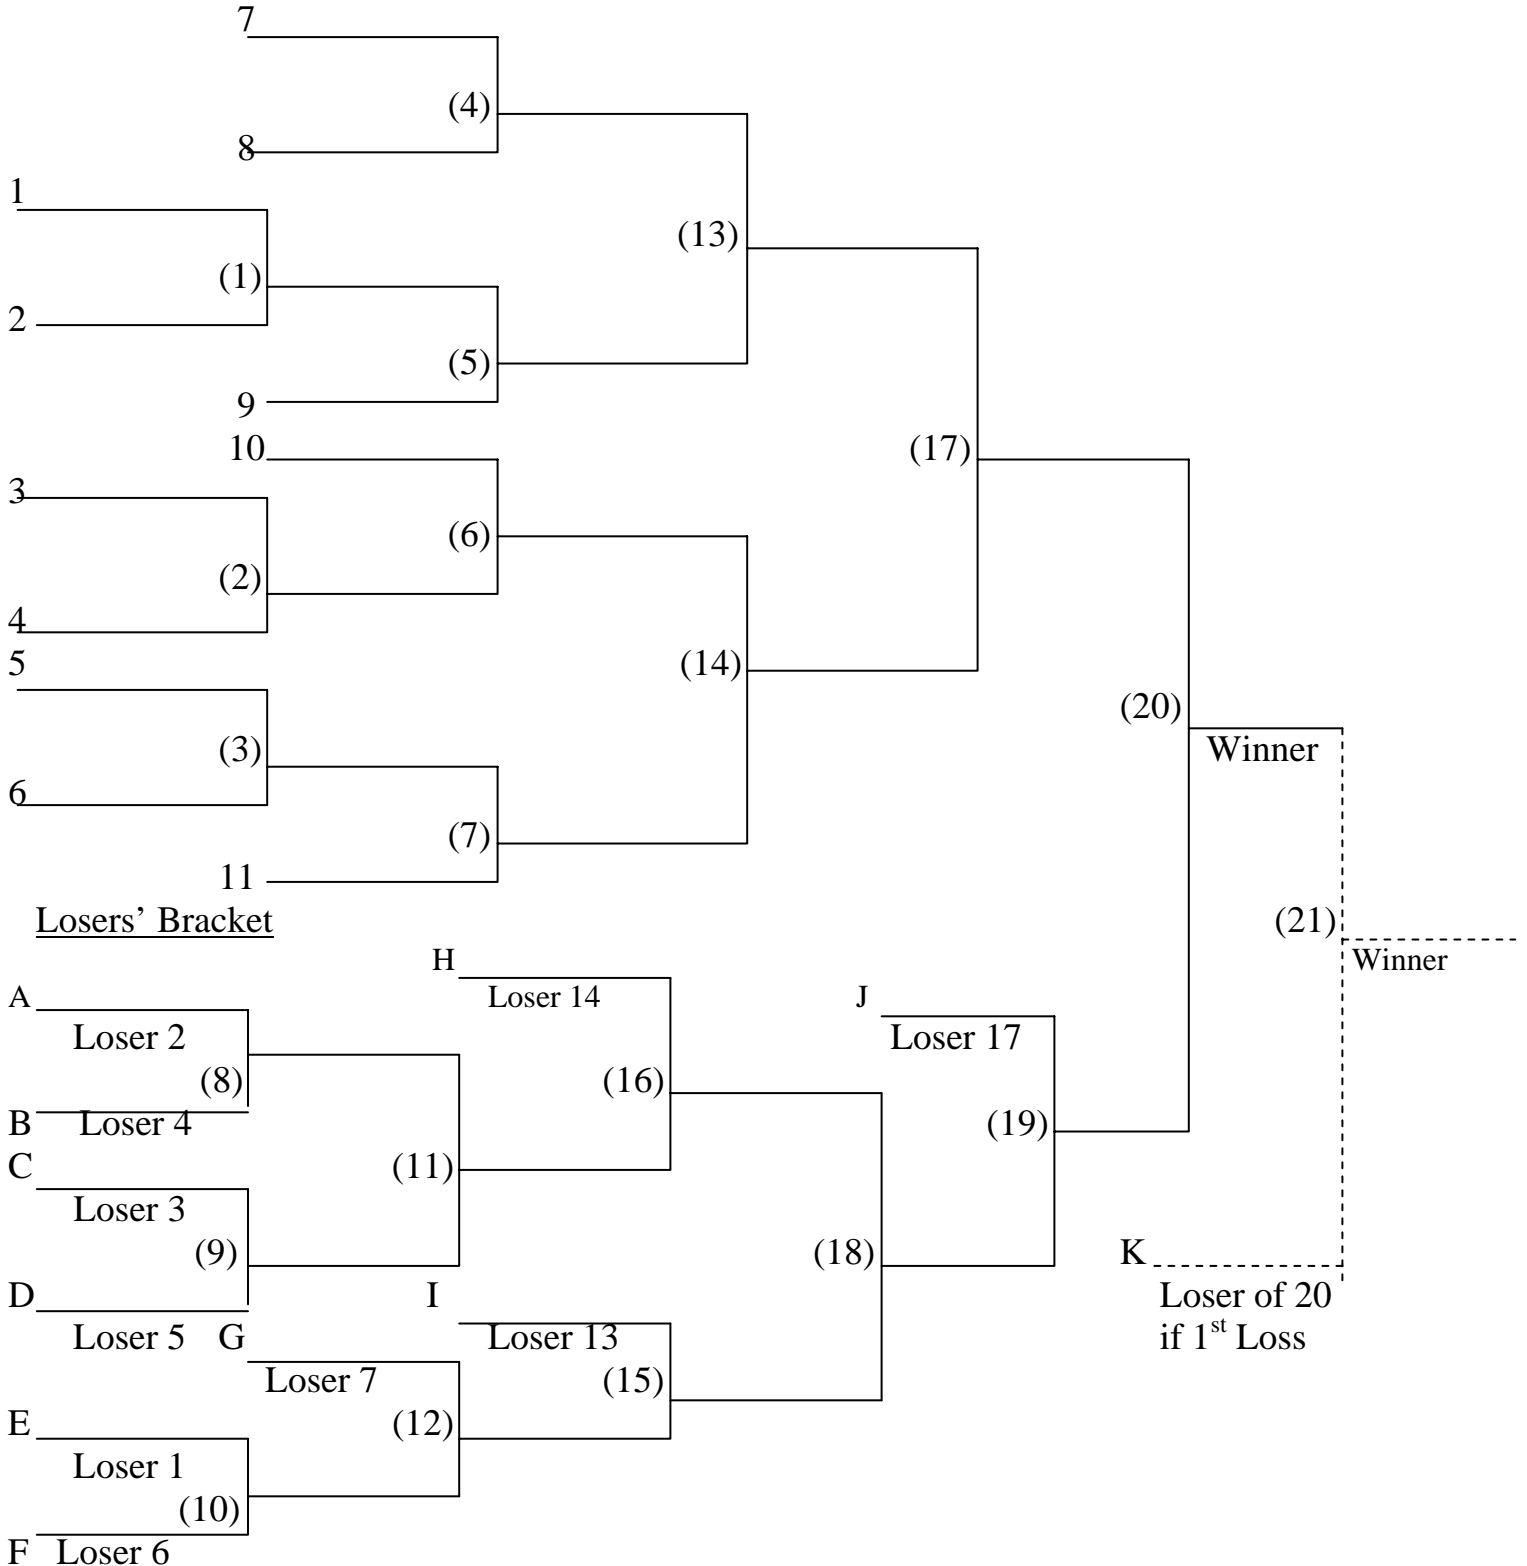 7
(4)
8
1
(13)
(1)
2
(5)
9
10
(17)
3
(6)
(2)
4
5
(14)
(20)
(3)
Winner
6
(7)
11
Losers’ Bracket
(21)
H
Winner
A
Loser 14
J
Loser 2
Loser 17
(8)
(16)
B Loser 4
(19)
C
(11)
Loser 3
(9)
(18)
K
D
I
Loser of 20
Loser 5 G
Loser 13
if 1st Loss
Loser 7
(15)
E
(12)
Loser 1
(10)
F Loser 6